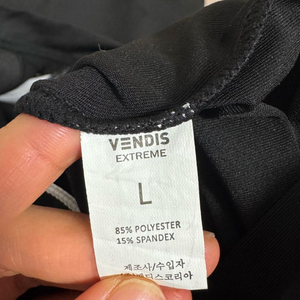 VENDIS
EXTREME
L
85% POLYESTER
15% SPANDEX
제조사/수입자